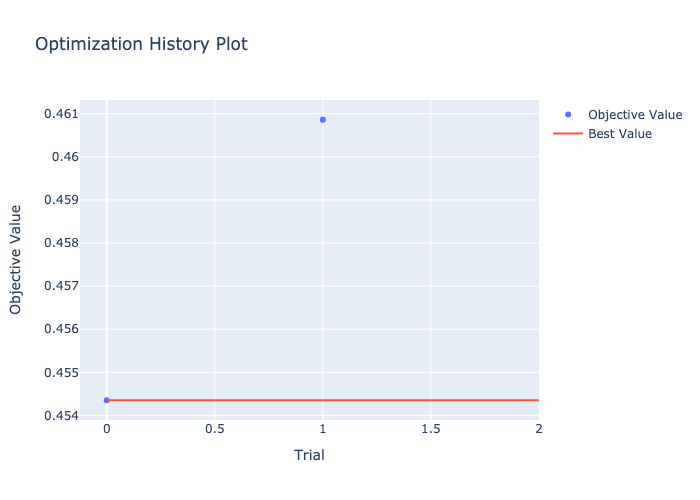 Optimization History Plot
Objective Value
Best Value
0.461
0.46
0.459
0.458
0.457
0.456
0.455
0.454
Objective Value
0
0.5
1
1.5
2
Trial